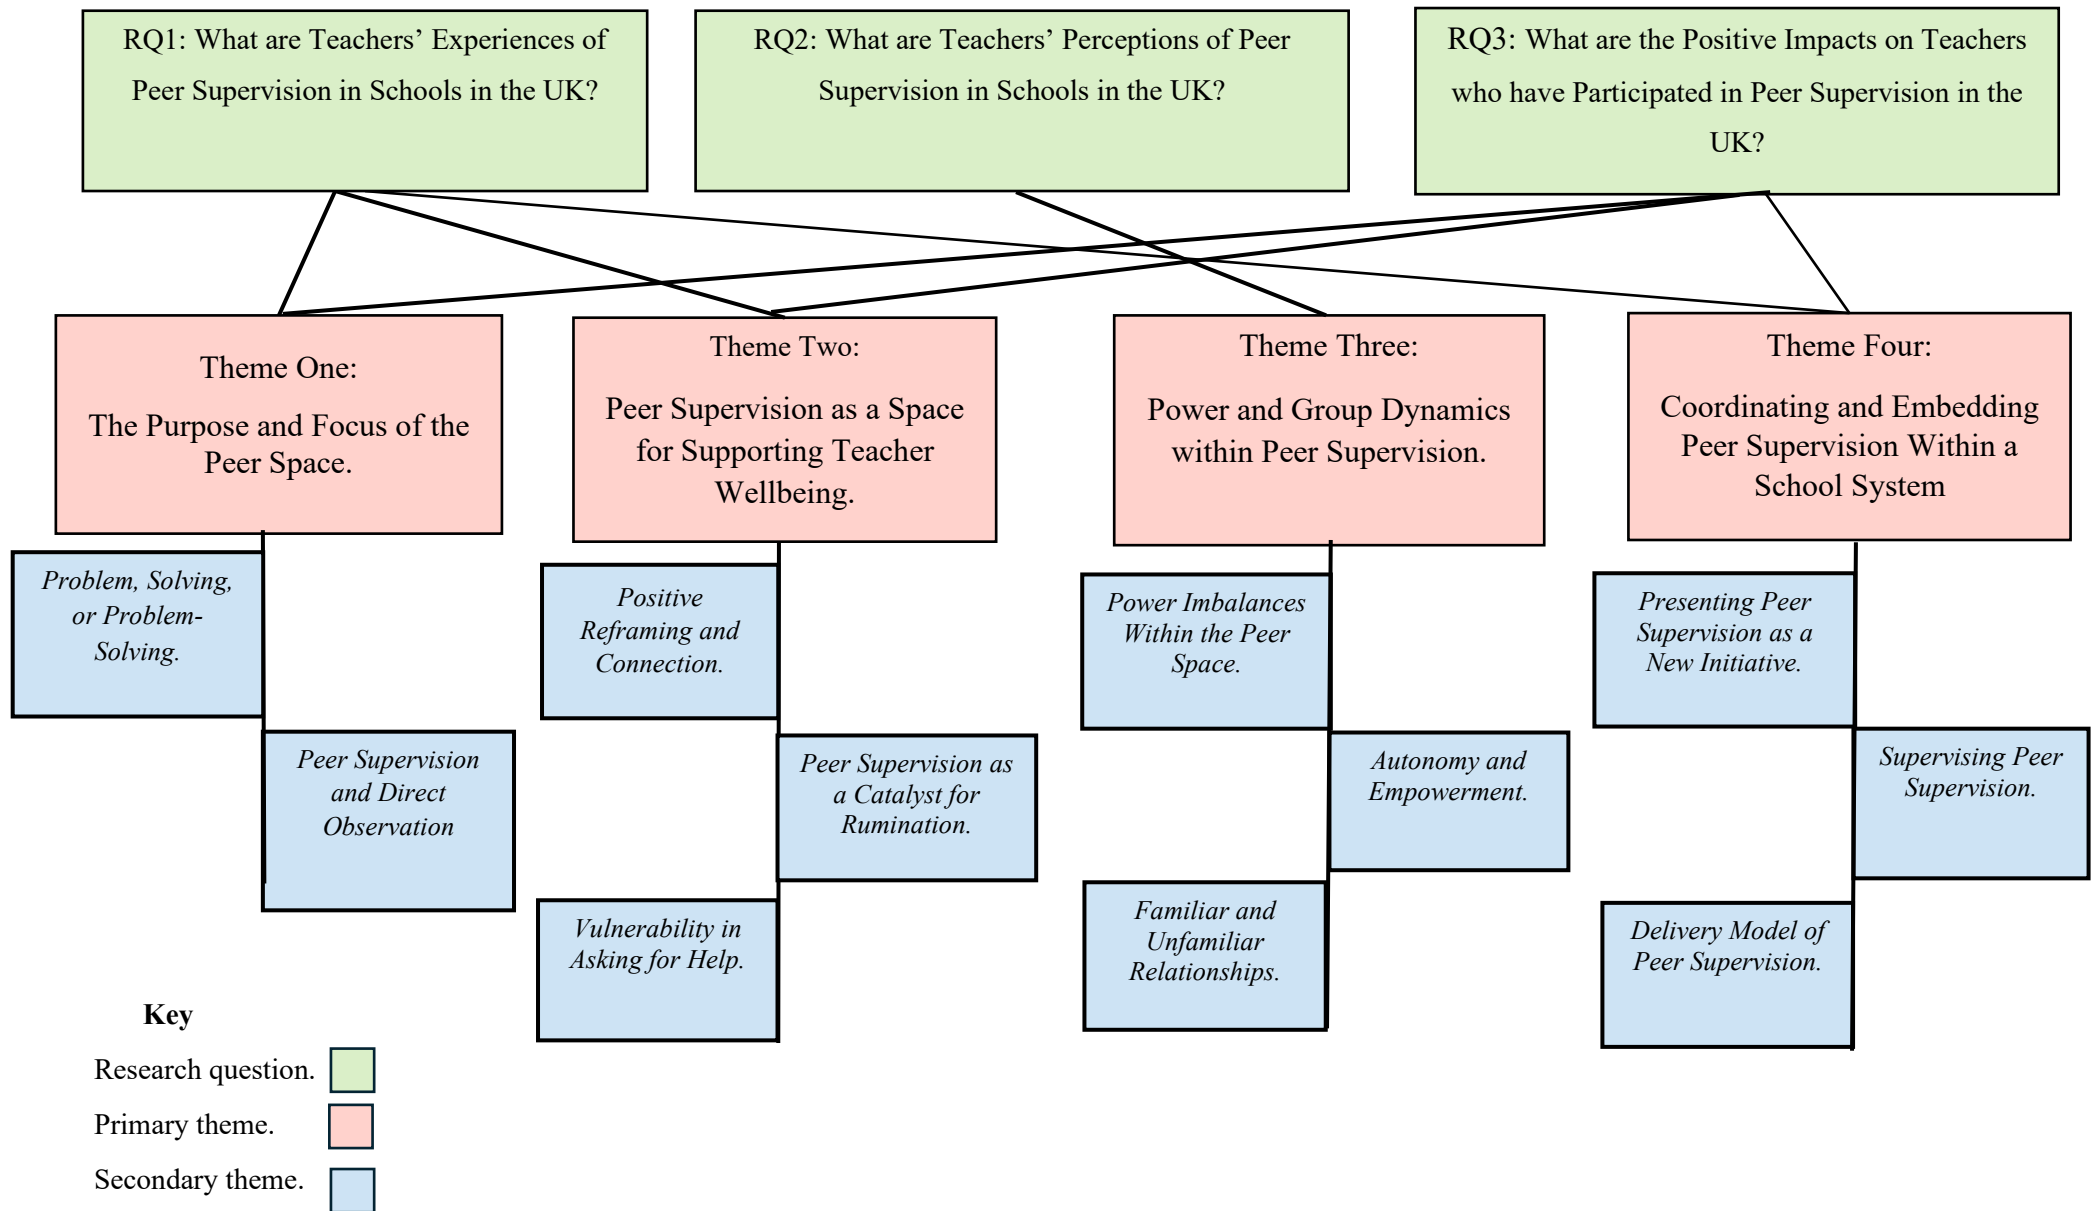 RQ1: What are Teachers’ Experiences of
Peer Supervision in Schools in the UK?
RQ2: What are Teachers’ Perceptions of Peer
Supervision in Schools in the UK?
RQ3: What are the Positive Impacts on Teachers
who have Participated in Peer Supervision in the
UK?
Theme One:
The Purpose and Focus of the
Peer Space.
Theme Two:
Peer Supervision as a Space
for Supporting Teacher
Wellbeing.
Theme Three:
Power and Group Dynamics
within Peer Supervision.
Theme Four:
Coordinating and Embedding
Peer Supervision Within a
School System
Problem, Solving,
or Problem-
Solving.
Peer Supervision
and Direct
Observation
Positive
Reframing and
Connection.
Peer Supervision as
a Catalyst for
Rumination.
Vulnerability in
Asking for Help.
Power Imbalances
Within the Peer
Space.
Autonomy and
Empowerment.
Familiar and
Unfamiliar
Relationships.
Presenting Peer
Supervision as a
New Initiative.
Supervising Peer
Supervision.
Delivery Model of
Peer Supervision.
Key
Research question.
Primary theme.
Secondary theme.